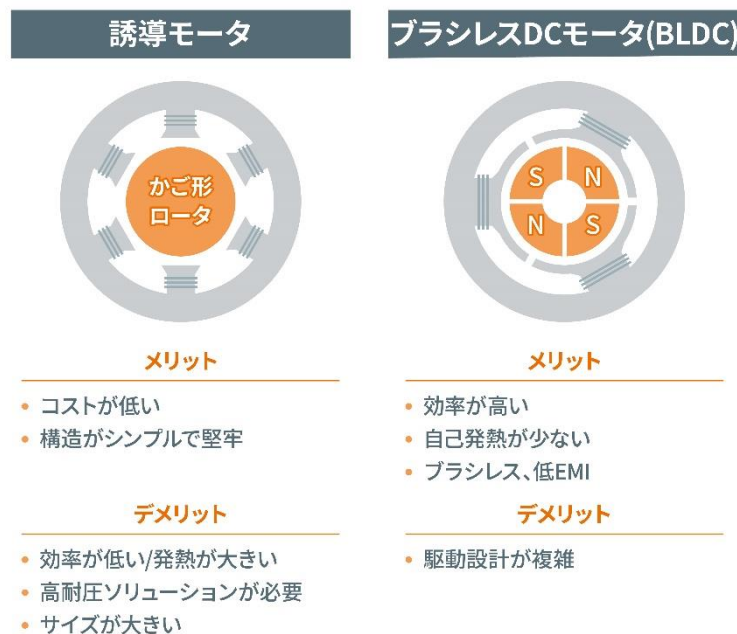 誘導モータ
かご形
ロータ
メリット
• コストが低い
• 構造がシンプルで堅牢
デメリット
• 効率が低い/発熱が大きい
• 高耐圧ソリューションが必要
• サイズが大きい
ブラシレスDCモータ(BLDC)
S N
N S
メリット
• 効率が高い
• 自己発熱が少ない
• ブラシレス、低EMI
デメリット
• 駆動設計が複雑